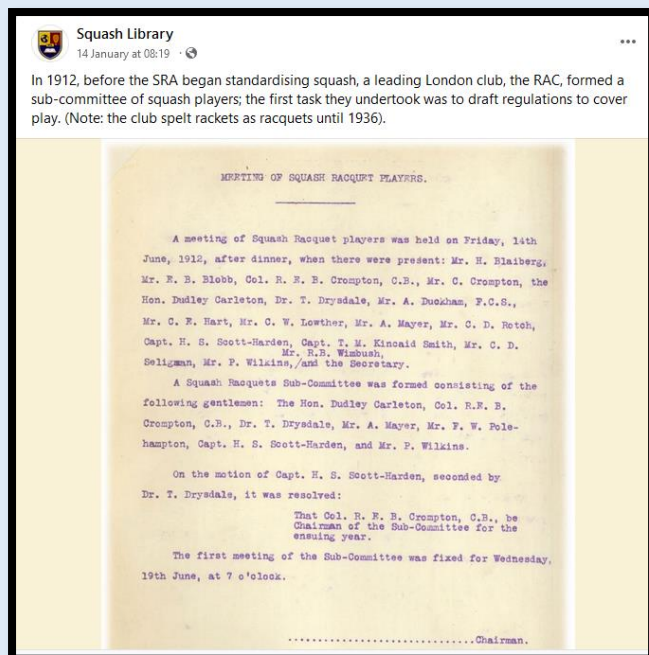 Squash Library
14 January at 08:19 ·
In 1912, before the SRA began standardising squash, a leading London club, the RAC, formed a
sub-committee of squash players; the first task they undertook was to draft regulations to cover
play. (Note: the club spelt rackets as racquets until 1936).
MEETING OF SQUASH RACQUET PLAYERS.
A meeting of Squash Racquet players was held on Friday, 14th
June, 1912, after dinner, when there were present: Mr. H. Blaiberg,
Mr. E. B. Blobb, Col. R. E. B. Crompton, C.B., Mr. C. Crompton, the
Hon. Dudley Carleton, Dr. T. Drysdale, Mr. A. Duckham, F.C.S.,
Mr. C. E. Hart, Mr. C. W. Lowther, Mr. A. Mayer, Mr. C. D. Rotch,
Capt. H. S. Scott-Harden, Capt. T. M. Kincaid Smith, Mr. C. D.
Mr. R.B. Wimbush,
Seligman, Mr. P. Wilkins,/and the Secretary.
A Squash Racquets Sub-Committee was formed consisting of the
following gentlemen: The Hon. Dudley Carleton, Col. R.E. B.
Crompton, C.B., Dr. T. Drysdale, Mr. A. Mayer, Mr. F. W. Pole-
hampton, Capt. H. S. Scott-Harden, and Mr. P. Wilkins.
On the motion of Capt. H. S. Scott-Harden, seconded by
Dr. T. Drysdale, it was resolved:
That Col. R. E. B. Crompton, C.B., be
Chairman of the Sub-Committee for the
ensuing year.
The first meeting of the Sub-Committee was fixed for Wednesday,
19th June, at 7 o'clock.
..............................Chairman.